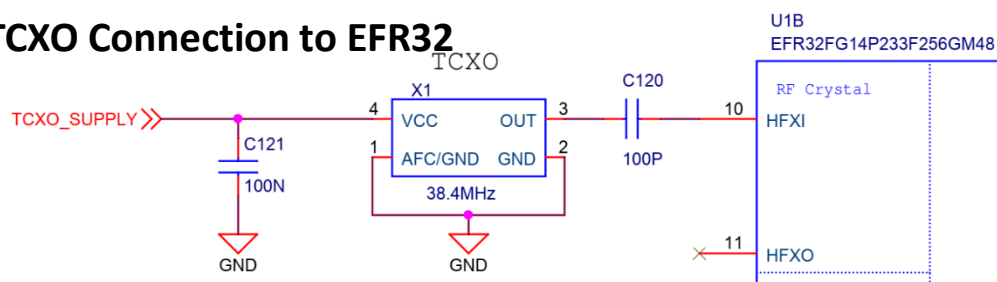 TCXO Connection to EFR32
U1B
EFR32FG14P233F256GM48
TCXO
X1
C120
RF Crystal
TCXO_SUPPLY
4
VCC
OUT
3
10
HFXI
C121
1
AFC/GND
GND
2
100P
100N
38.4MHz
11
HFXO
GND
GND